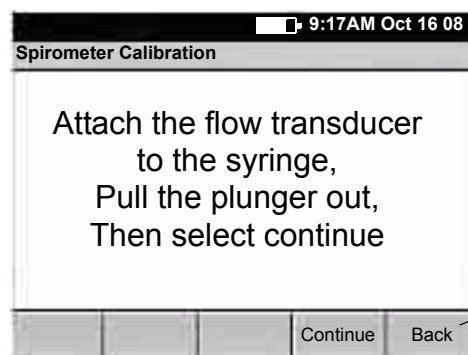 9:17AM Oct 16 08
Spirometer Calibration
Attach the flow transducer
to the syringe,
Pull the plunger out,
Then select continue
Continue Back